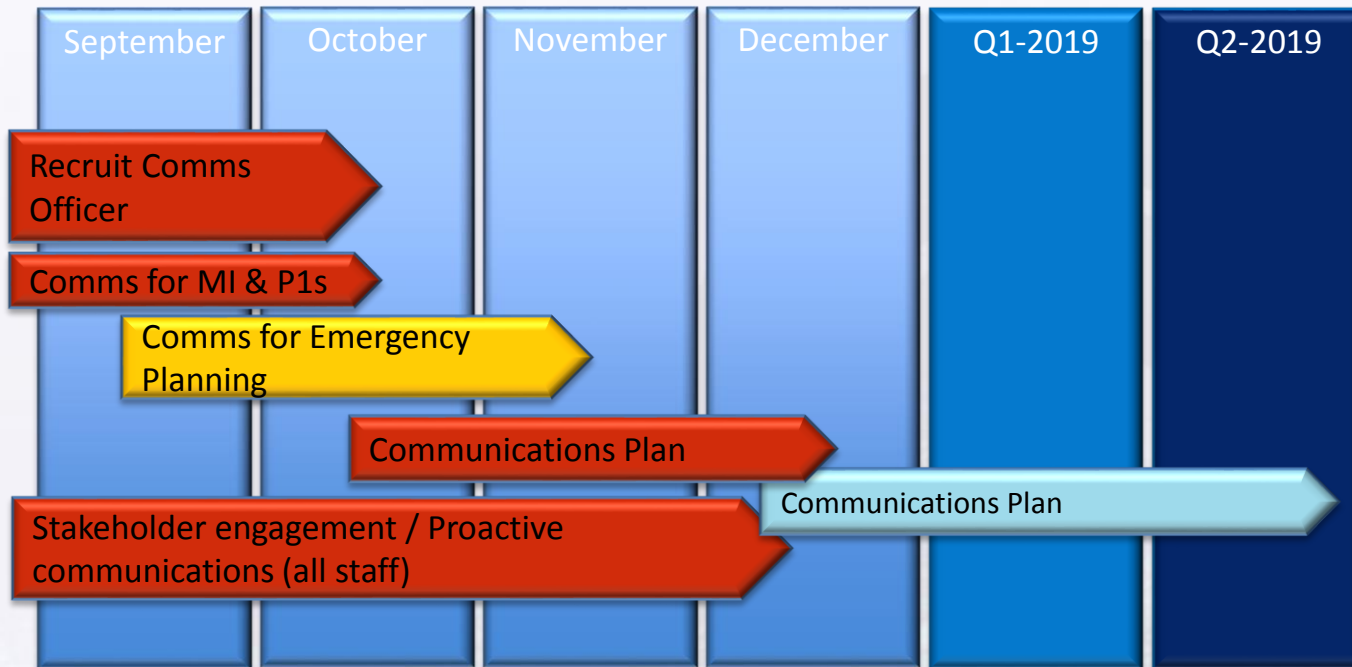 September
October
November
December
Q1-2019
Q2-2019
Recruit Comms
Officer
Comms for MI & P1s
Comms for Emergency
Planning
Communications Plan
Communications Plan
Stakeholder engagement / Proactive
communications (all staff)